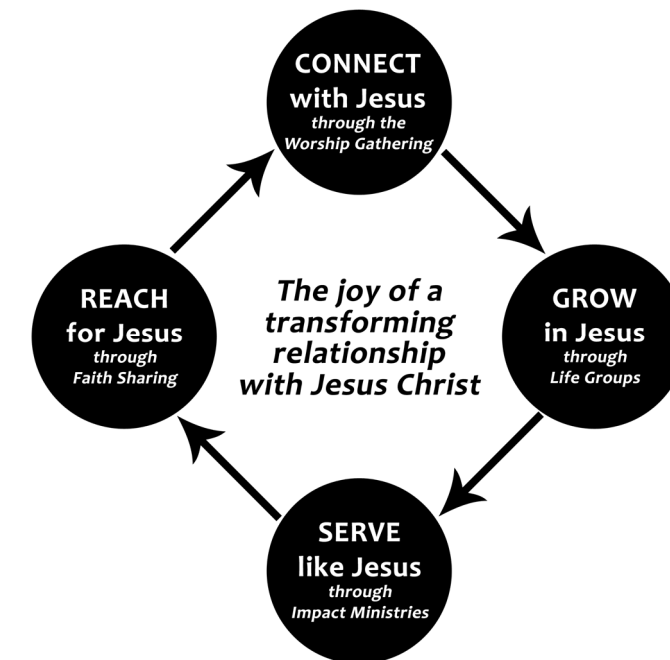 CONNECT
with Jesus
through the
Worship Gathering
REACH
for Jesus
through
Faith Sharing
The joy of a
transforming
relationship
with Jesus Christ
GROW
in Jesus
through
Life Groups
SERVE
like Jesus
through
Impact Ministries